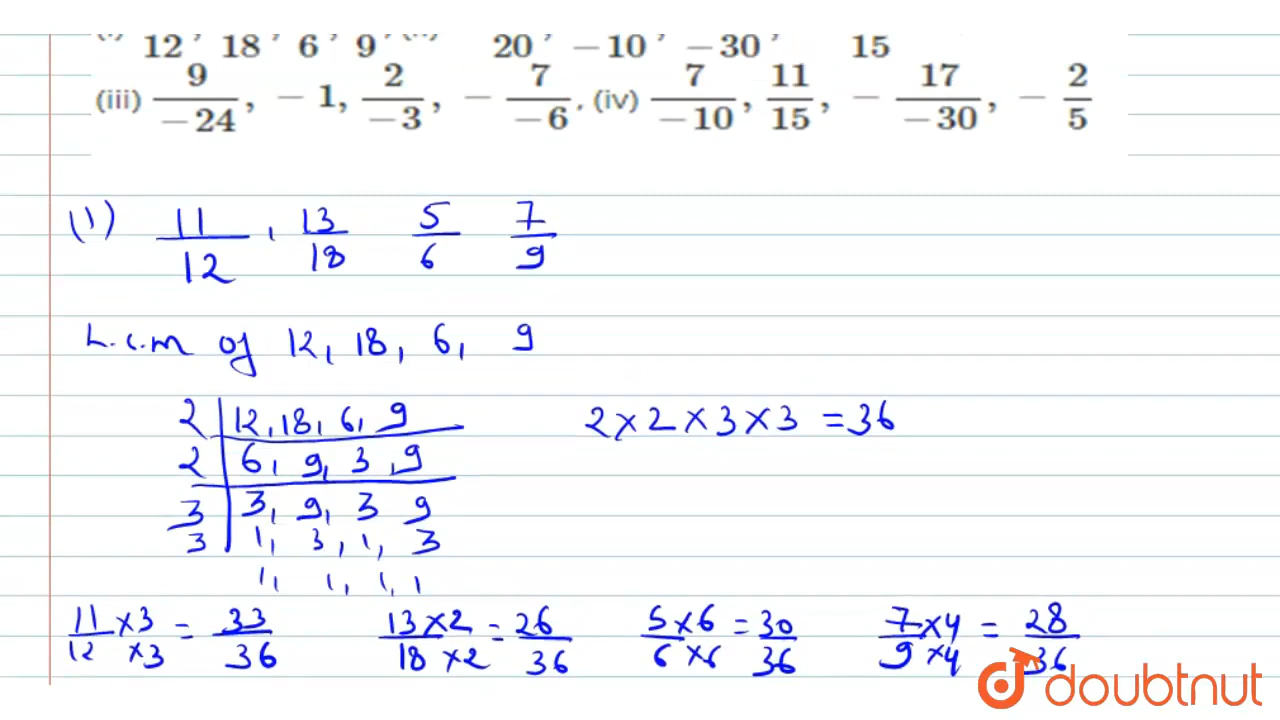 12, 18, 6, 9, 20, -10, -30, 15
(iii) 9/-24, -1, 2/-3, -7/-6. (iv) 7/-10, 11/15, -17/-30, -2/5
(1) 11/12, 13/18 5/6 7/9
L.c.m of 12, 18, 6, 9
2 | 12, 18, 6, 9 2×2×3×3 = 36
2 | 6, 9, 3, 9
3 | 3, 9, 3 9
3 | 1, 3, 1, 3
1, 1, 1, 1
11/12 ×3/×3 = 33/36 13×2/18×2 = 26/36 5×6/6×6 = 30/36 7×4/9×4 = 28/36
doubtnut